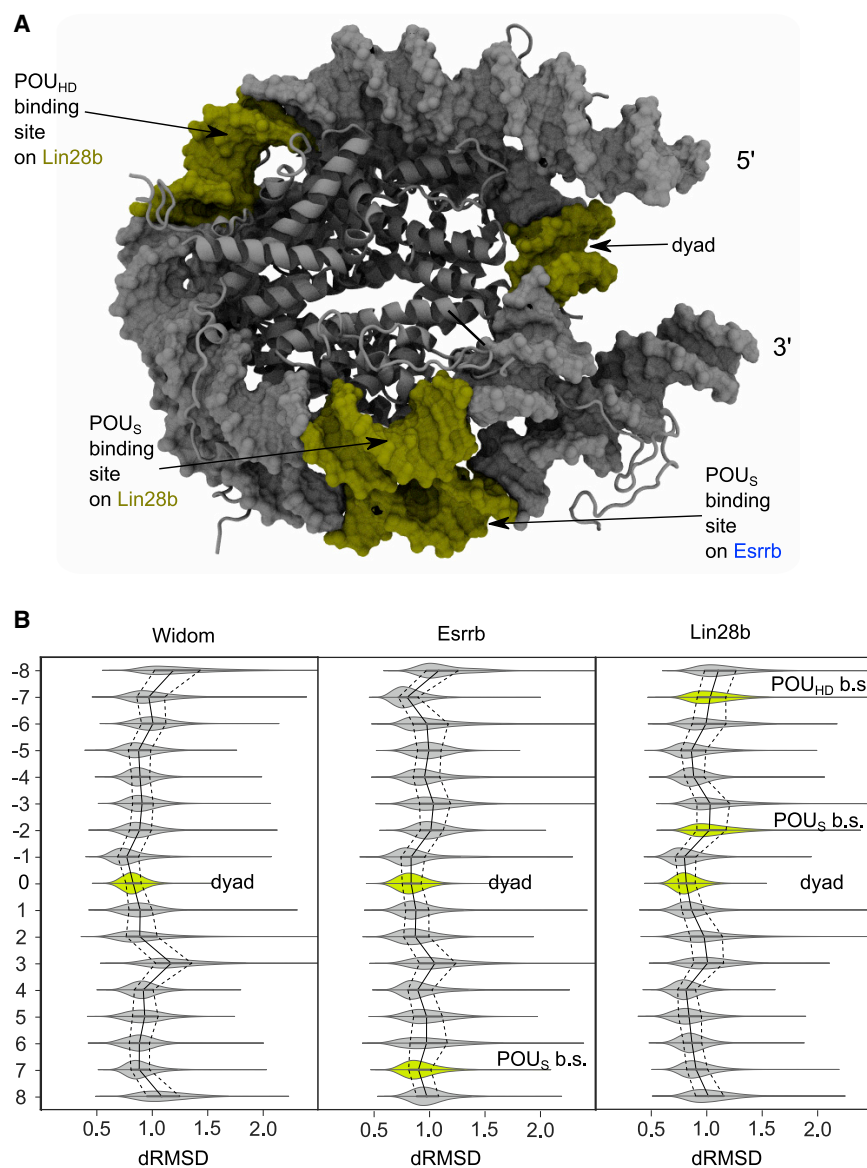 A
POU_HD
binding
site
on Lin28b
5'
dyad
3'
POU_S
binding
site
on Lin28b
POU_S
binding
site
on Esrrb
B
Widom Esrrb Lin28b
-8
POU_HD b.s.
-7
-6
-5
-4
-3
POU_S b.s.
-2
-1
0 dyad dyad dyad
1
2
3
4
5
6
POU_S b.s.
7
8
0.5 1.0 1.5 2.0 0.5 1.0 1.5 2.0 0.5 1.0 1.5 2.0
dRMSD dRMSD dRMSD